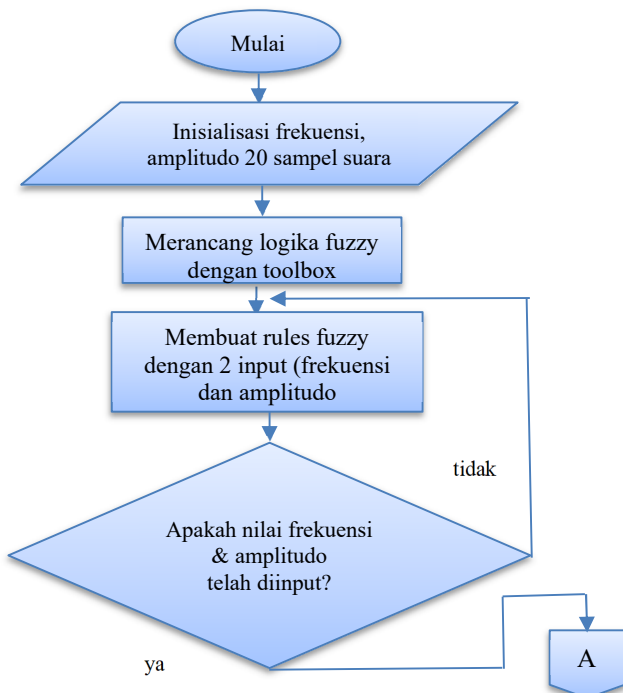 Mulai
Inisialisasi frekuensi,
amplitudo 20 sampel suara
Merancang logika fuzzy
dengan toolbox
Membuat rules fuzzy
dengan 2 input (frekuensi
dan amplitudo
tidak
Apakah nilai frekuensi
& amplitudo
telah diinput?
ya
A